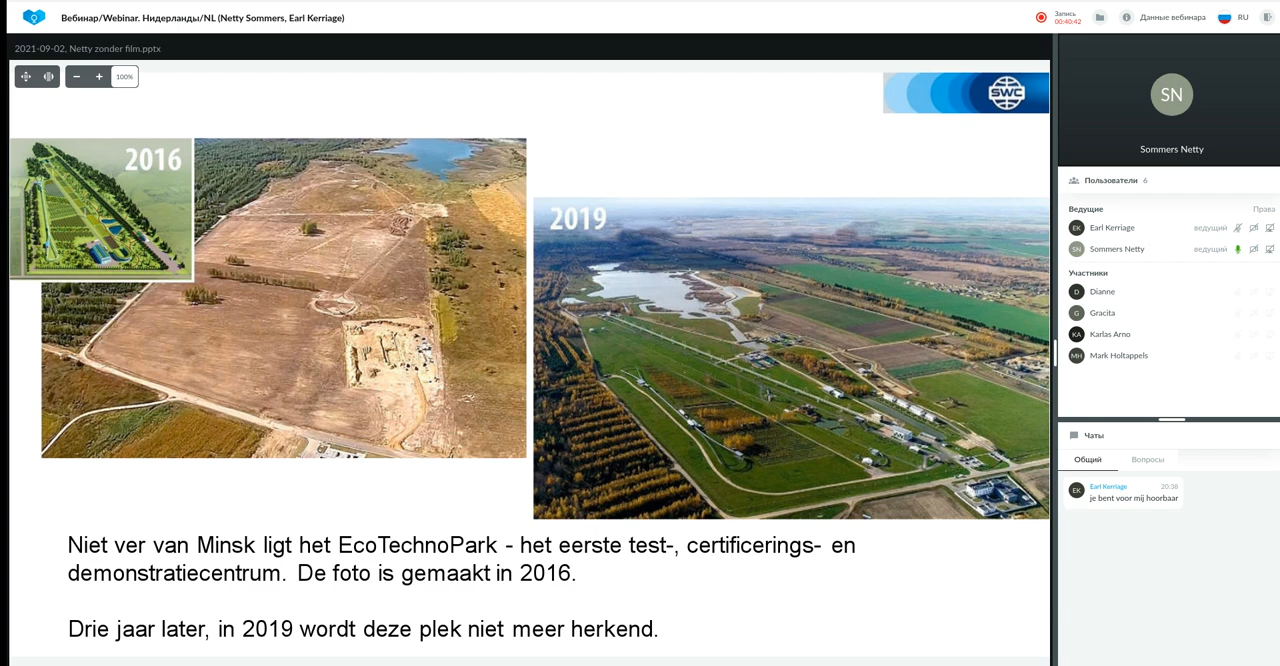 Вебинар/Webinar. Нидерланды/NL (Netty Sommers, Earl Kerriage)
Запись
00:40:42
Данные вебинара
RU
2021-09-02, Netty zonder film.pptx
100%
SWC
2016
2019
Niet ver van Minsk ligt het EcoTechnoPark - het eerste test-, certificerings- en
demonstratiecentrum. De foto is gemaakt in 2016.
Drie jaar later, in 2019 wordt deze plek niet meer herkend.
SN
Sommers Netty
Пользователи 6
Ведущие Права
EK Earl Kerriage ведущий
SN Sommers Netty ведущий
Участники
D Dianne
G Gracita
KA Karlas Arno
MH Mark Holtappels
Чаты
Общий Вопросы
EK Earl Kerriage 20:38
je bent voor mij hoorbaar